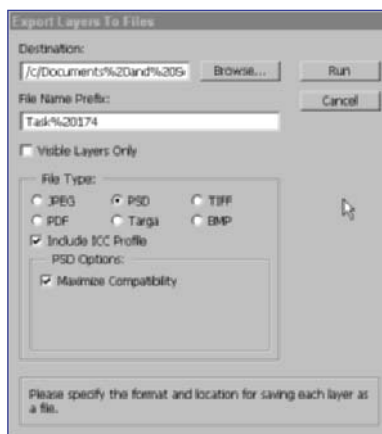 Export Layers To Files
Destination:
/c/Documents%20and%20S
Browse...
Run
File Name Prefix:
Cancel
Task%20174
Visible Layers Only
File Type:
JPEG PSD TIFF
PDF Targa BMP
Include ICC Profile
PSD Options:
Maximize Compatibility
Please specify the format and location for saving each layer as
a file.